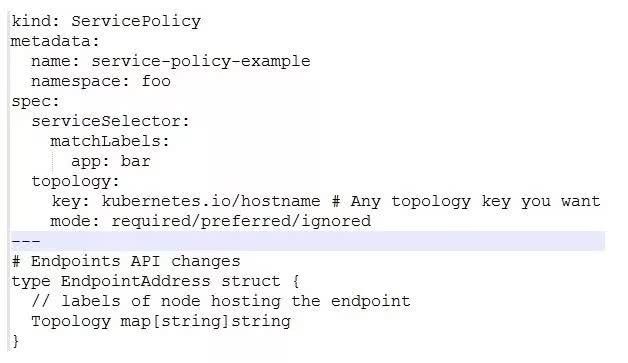 kind: ServicePolicy
metadata:
  name: service-policy-example
  namespace: foo
spec:
  serviceSelector:
    matchLabels:
      app: bar
  topology:
    key: kubernetes.io/hostname # Any topology key you want
    mode: required/preferred/ignored
---
# Endpoints API changes
type EndpointAddress struct {
  // labels of node hosting the endpoint
  Topology map[string]string
}